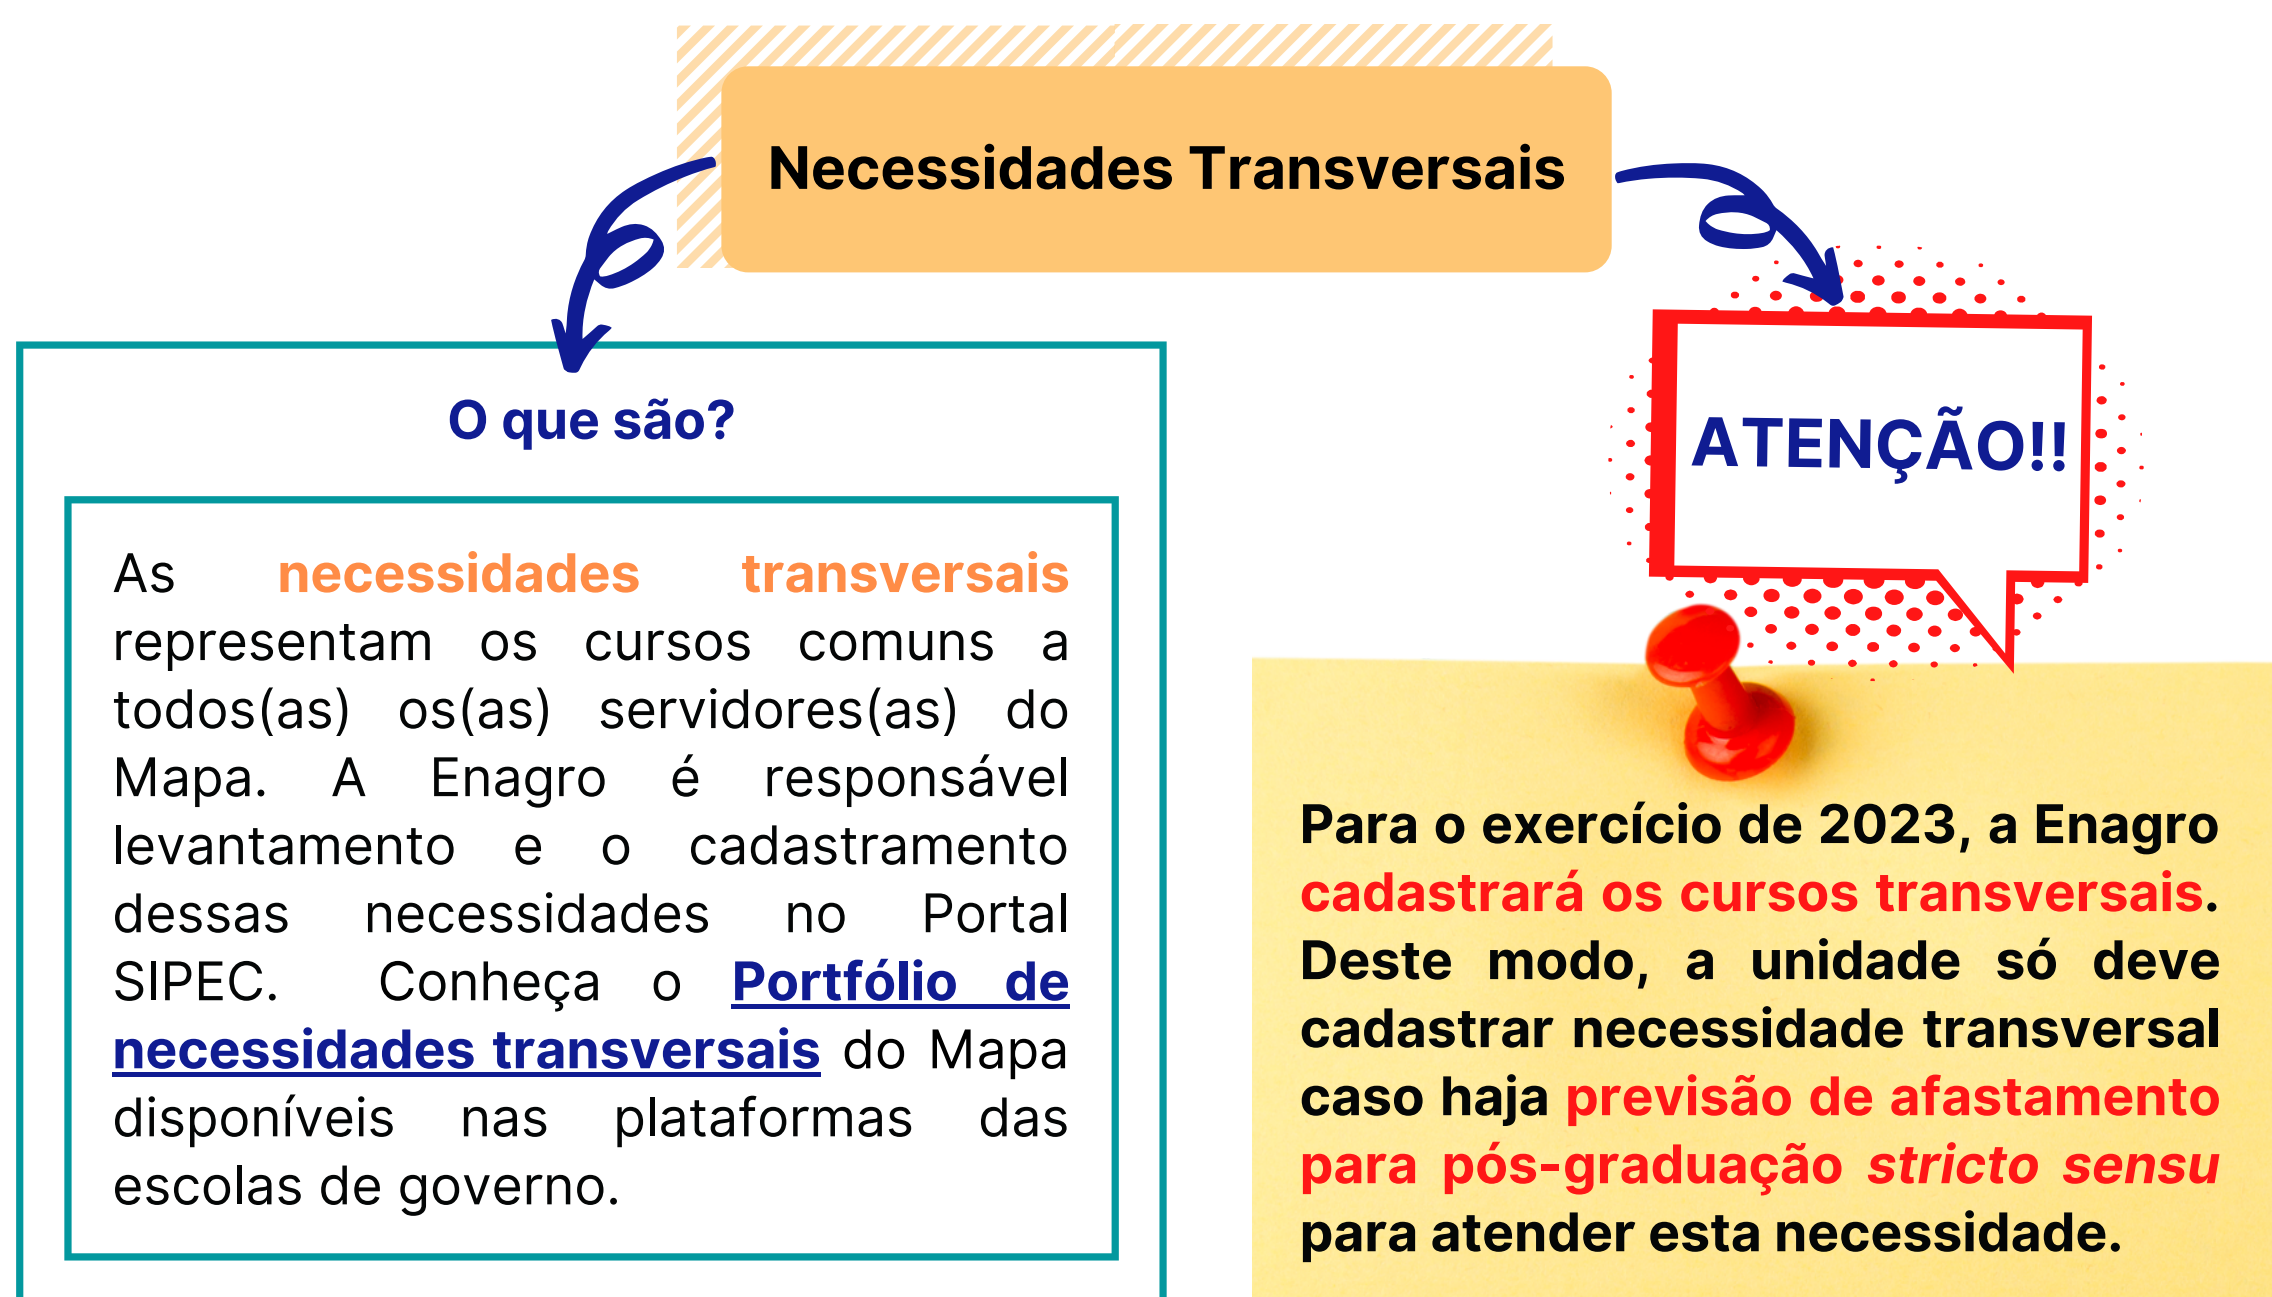 Necessidades Transversais
O que são?
As necessidades transversais
representam os cursos comuns a
todos(as) os(as) servidores(as) do
Mapa. A Enagro é responsável
levantamento e o cadastramento
dessas necessidades no Portal
SIPEC. Conheça o Portfólio de
necessidades transversais do Mapa
disponíveis nas plataformas das
escolas de governo.
ATENÇÃO!!
Para o exercício de 2023, a Enagro
cadastrará os cursos transversais.
Deste modo, a unidade só deve
cadastrar necessidade transversal
caso haja previsão de afastamento
para pós-graduação stricto sensu
para atender esta necessidade.